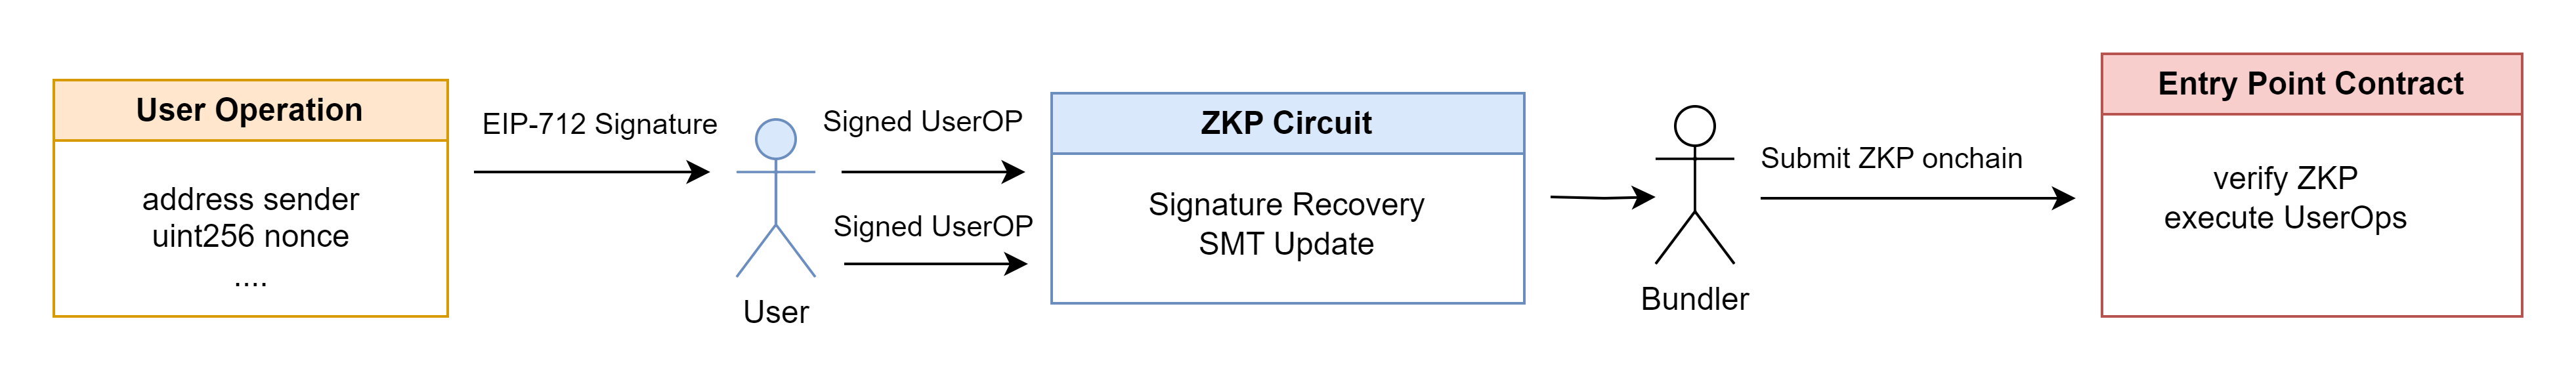 User Operation
address sender
uint256 nonce
....
EIP-712 Signature
User
Signed UserOP
Signed UserOP
ZKP Circuit
Signature Recovery
SMT Update
Bundler
Submit ZKP onchain
Entry Point Contract
verify ZKP
execute UserOps